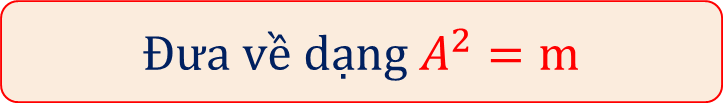 Đưa về dạng A² = m